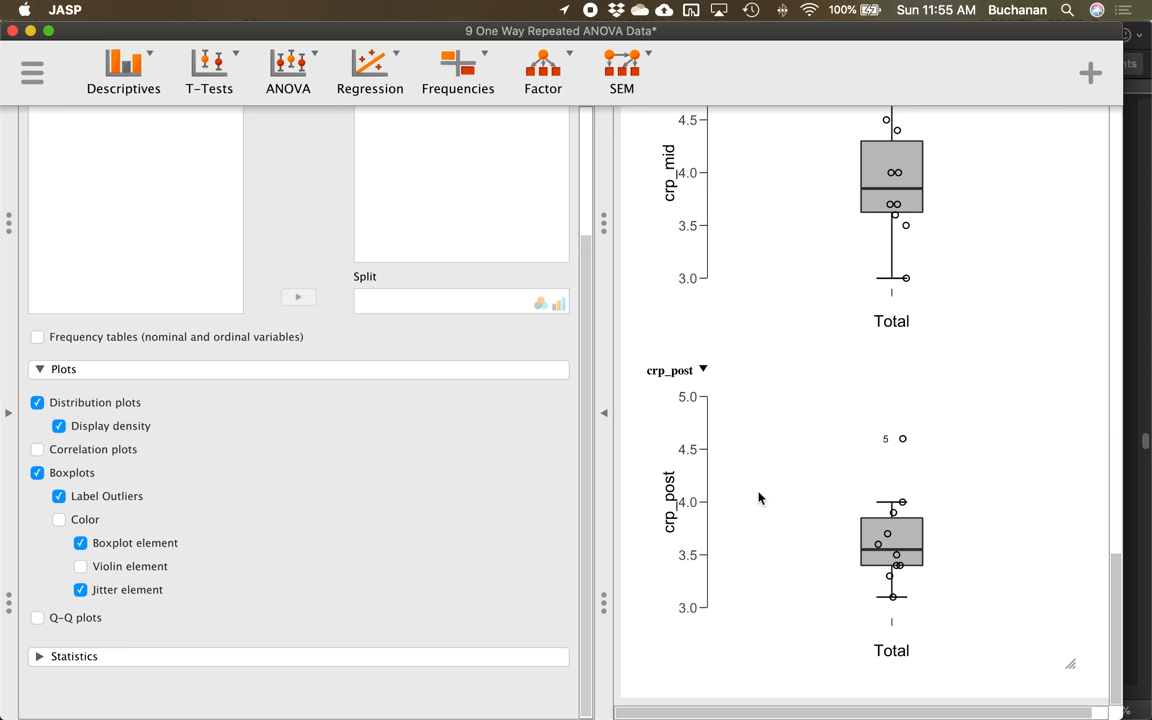 JASP
100%
Sun 11:55 AM
Buchanan
9 One Way Repeated ANOVA Data*
Descriptives
T-Tests
ANOVA
Regression
Frequencies
Factor
SEM
nts
Split
Frequency tables (nominal and ordinal variables)
Plots
Distribution plots
Display density
Correlation plots
Boxplots
Label Outliers
Color
Boxplot element
Violin element
Jitter element
Q-Q plots
Statistics
4.5
4.0
3.5
3.0
crp_mid
Total
crp_post
5.0
4.5
4.0
3.5
3.0
crp_post
5
Total
%